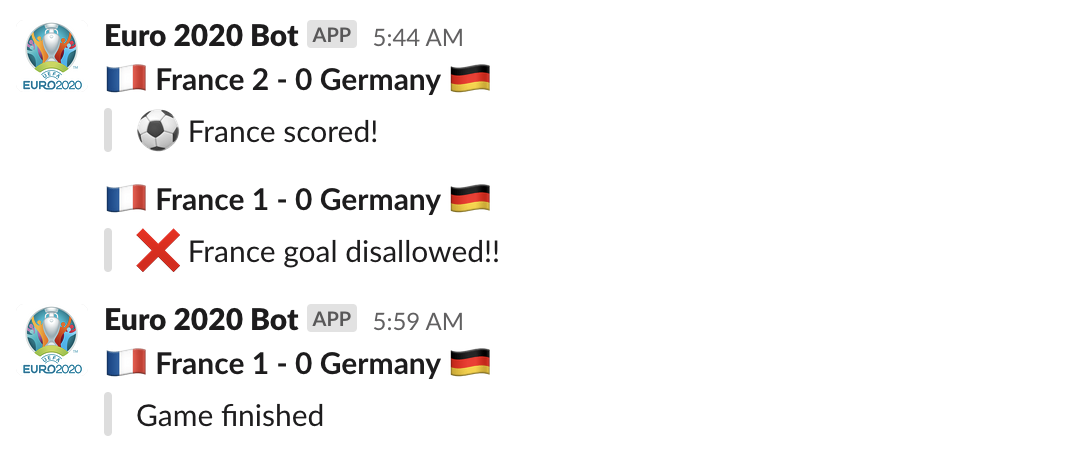 Euro 2020 Bot APP 5:44 AM
UEFA
EURO2020
France 2 - 0 Germany
France scored!
France 1 - 0 Germany
France goal disallowed!!
Euro 2020 Bot APP 5:59 AM
UEFA
EURO2020
France 1 - 0 Germany
Game finished